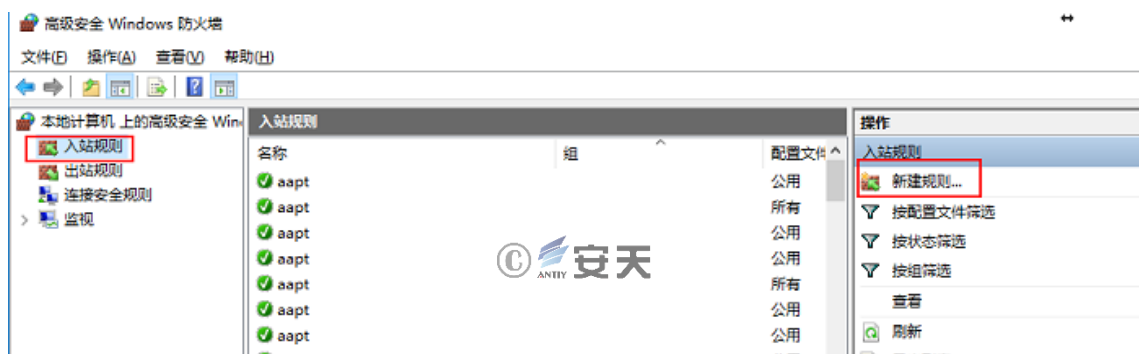 高级安全 Windows 防火墙
文件(F) 操作(A) 查看(V) 帮助(H)
本地计算机 上的高级安全 Win
入站规则
出站规则
连接安全规则
监视
入站规则
名称 组 配置文件
aapt 公用
aapt 所有
aapt 公用
aapt 公用
aapt 所有
aapt 公用
aapt 公用
© ANTIY 安天
操作
入站规则
新建规则...
按配置文件筛选
按状态筛选
按组筛选
查看
刷新